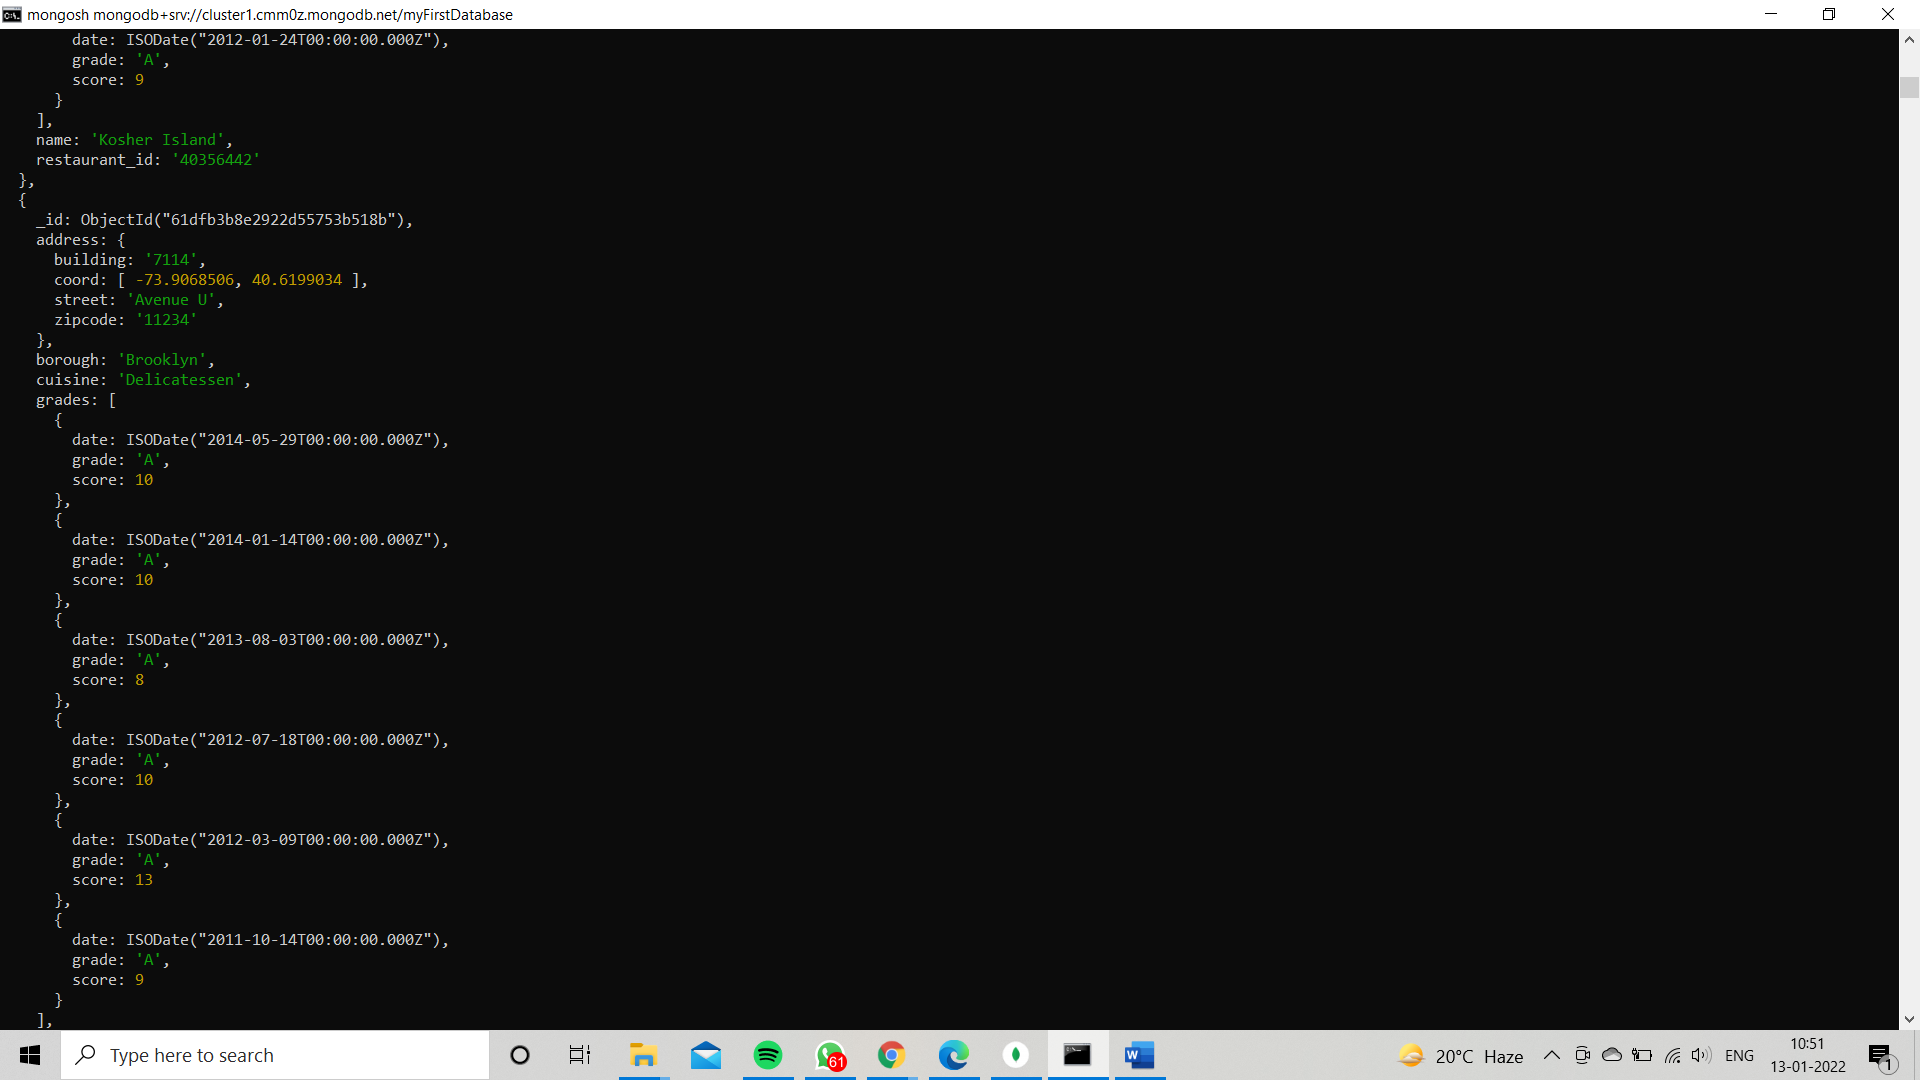 mongosh mongodb+srv://cluster1.cmm0z.mongodb.net/myFirstDatabase
date: ISODate("2012-01-24T00:00:00.000Z"),
grade: 'A',
score: 9
}
],
name: 'Kosher Island',
restaurant_id: '40356442'
},
{
_id: ObjectId("61dfb3b8e2922d55753b518b"),
address: {
building: '7114',
coord: [ -73.9068506, 40.6199034 ],
street: 'Avenue U',
zipcode: '11234'
},
borough: 'Brooklyn',
cuisine: 'Delicatessen',
grades: [
{
date: ISODate("2014-05-29T00:00:00.000Z"),
grade: 'A',
score: 10
},
{
date: ISODate("2014-01-14T00:00:00.000Z"),
grade: 'A',
score: 10
},
{
date: ISODate("2013-08-03T00:00:00.000Z"),
grade: 'A',
score: 8
},
{
date: ISODate("2012-07-18T00:00:00.000Z"),
grade: 'A',
score: 10
},
{
date: ISODate("2012-03-09T00:00:00.000Z"),
grade: 'A',
score: 13
},
{
date: ISODate("2011-10-14T00:00:00.000Z"),
grade: 'A',
score: 9
}
],
Type here to search
61
20°C Haze
ENG
10:51
13-01-2022
1